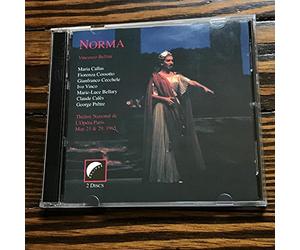 NORMA
Vincenzo Bellini
Maria Callas
Fiorenza Cossotto
Gianfranco Cecchele
Ivo Vinco
Marie-Luce Bellary
Claude Calès
George Prêtre
Théâtre National de
L'Opéra Paris
May 21 & 29, 1965
2 DISCS